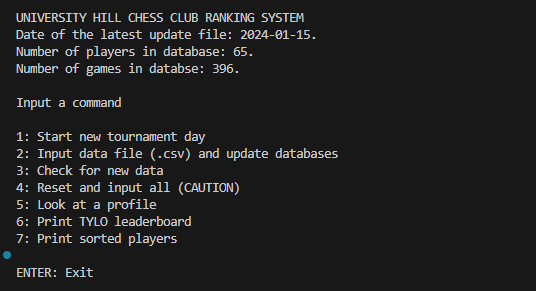 UNIVERSITY HILL CHESS CLUB RANKING SYSTEM
Date of the latest update file: 2024-01-15.
Number of players in database: 65.
Number of games in databse: 396.
Input a command
1: Start new tournament day
2: Input data file (.csv) and update databases
3: Check for new data
4: Reset and input all (CAUTION)
5: Look at a profile
6: Print TYLO leaderboard
7: Print sorted players
ENTER: Exit